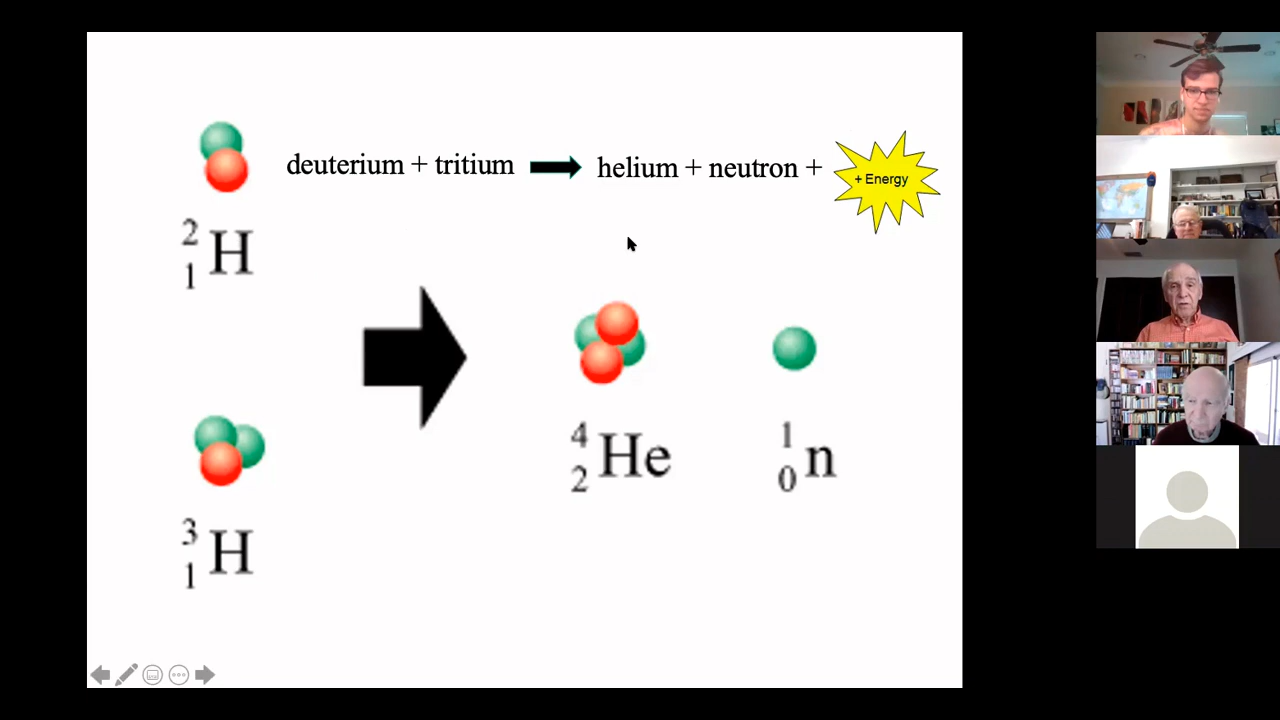 deuterium + tritium helium + neutron +
+ Energy
2
1 H
4
2 He
1
0 n
3
1 H